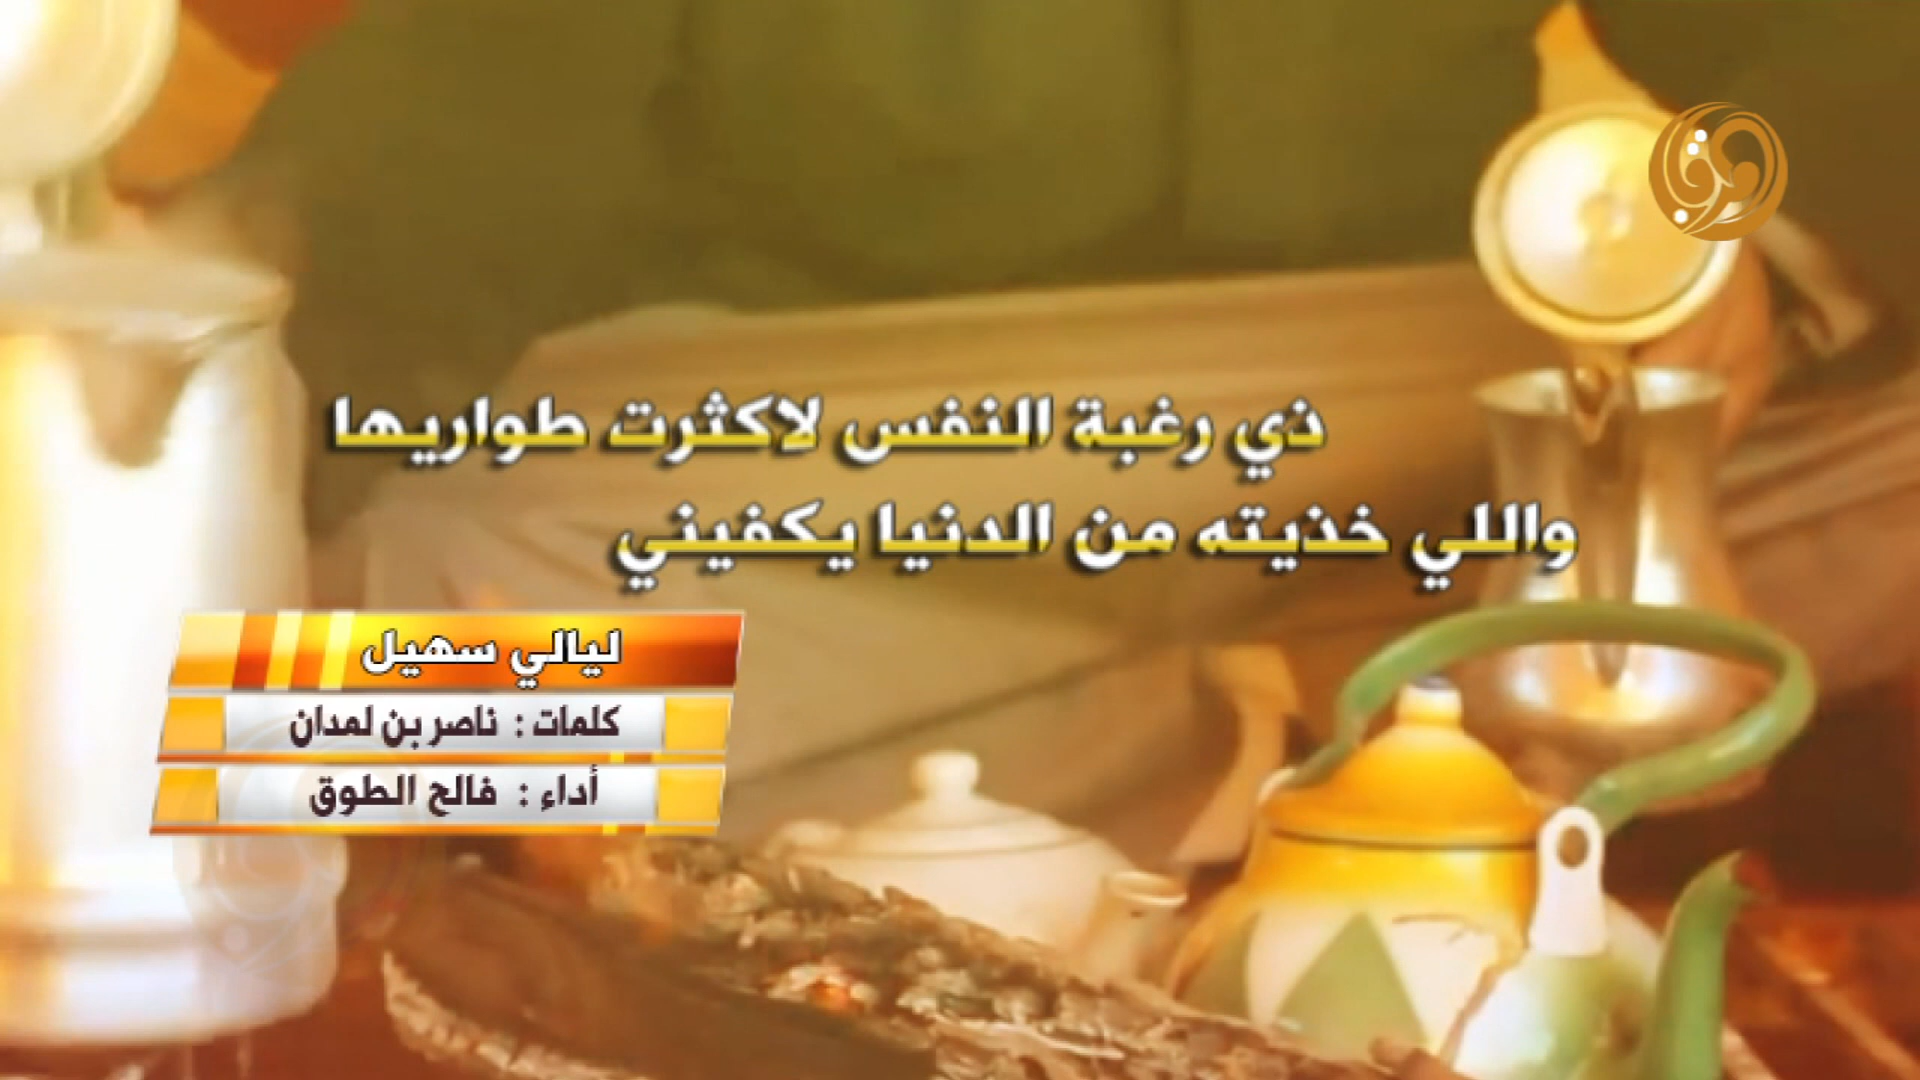 ذي رغبة النفس لاكثرت طواريها
واللي خذيته من الدنيا يكفيني
ليالي سهيل
كلمات : ناصر بن لمدان
أداء : فالح الطوق